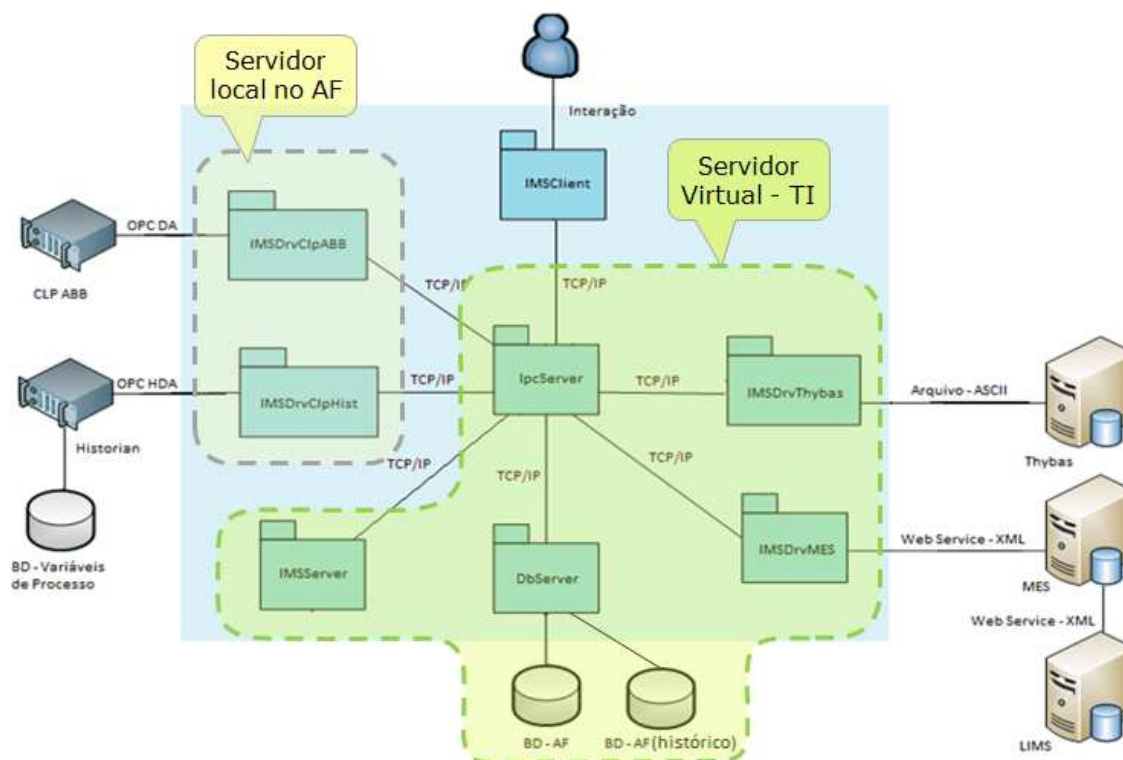 Servidor
local no AF
Interação
Servidor
Virtual - TI
IMSClient
OPC DA
IMSDrvClpABB
CLP ABB
TCP/IP
TCP/IP
IpcServer
OPC HDA
TCP/IP
TCP/IP
IMSDrvClpHist
IMSDrvThybas
Arquivo - ASCII
Historian
Thybas
TCP/IP
TCP/IP
TCP/IP
BD - Variáveis
de Processo
IMSServer
DbServer
IMSDrvMES
Web Service - XML
MES
Web Service - XML
BD - AF
BD - AF(histórico)
LIMS